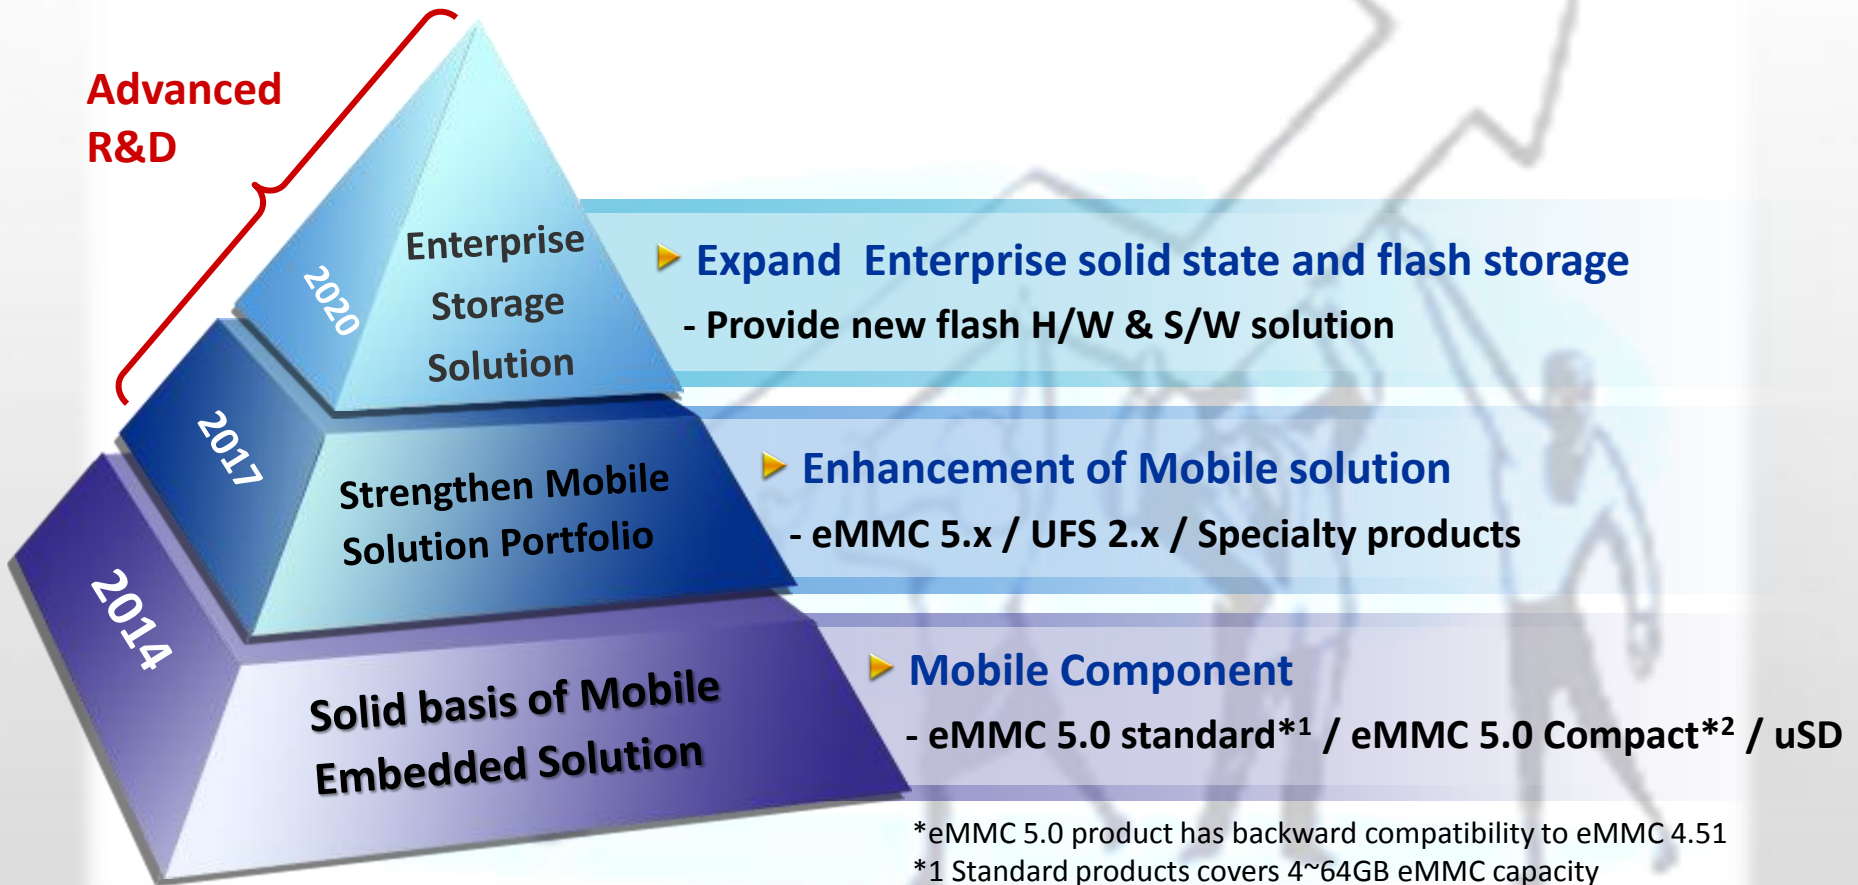 Advanced
R&D
2020
Enterprise
Storage
Solution
Expand Enterprise solid state and flash storage
- Provide new flash H/W & S/W solution
2017
Strengthen Mobile
Solution Portfolio
Enhancement of Mobile solution
- eMMC 5.x / UFS 2.x / Specialty products
2014
Solid basis of Mobile
Embedded Solution
Mobile Component
- eMMC 5.0 standard*1 / eMMC 5.0 Compact*2 / uSD
*eMMC 5.0 product has backward compatibility to eMMC 4.51
*1 Standard products covers 4~64GB eMMC capacity